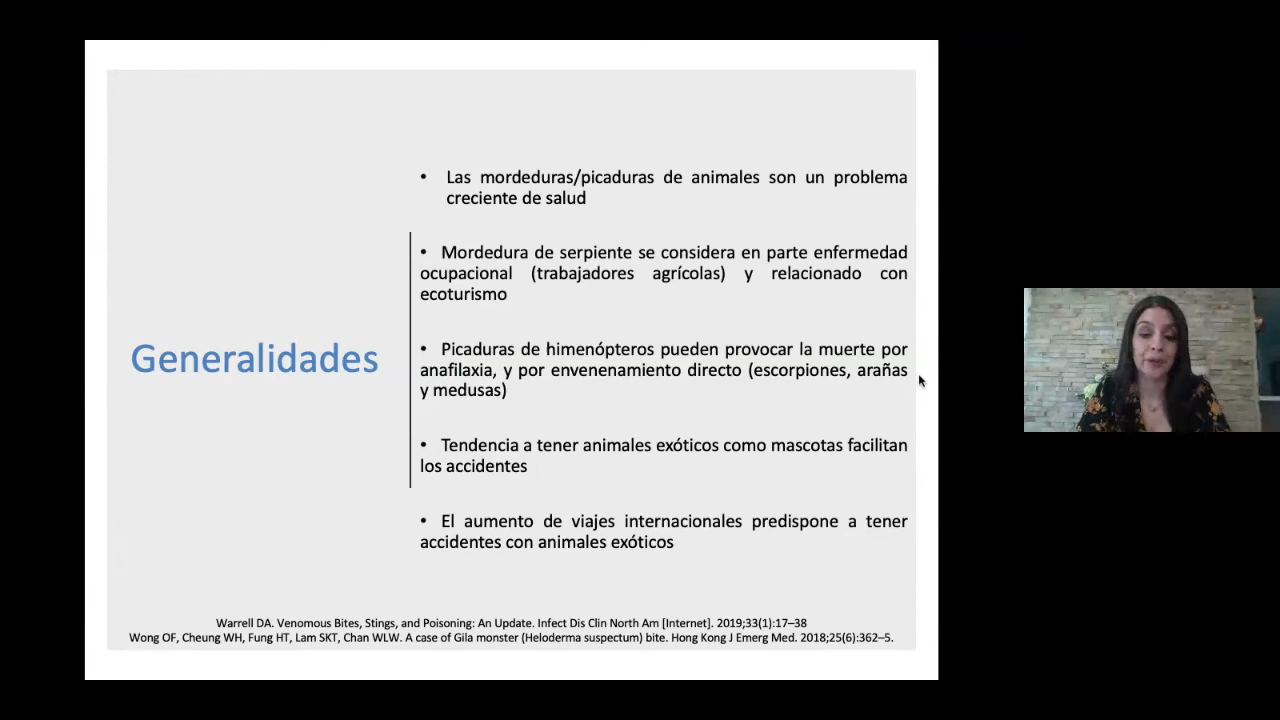 Generalidades
• Las mordeduras/picaduras de animales son un problema
creciente de salud
• Mordedura de serpiente se considera en parte enfermedad
ocupacional (trabajadores agrícolas) y relacionado con
ecoturismo
• Picaduras de himenópteros pueden provocar la muerte por
anafilaxia, y por envenenamiento directo (escorpiones, arañas
y medusas)
• Tendencia a tener animales exóticos como mascotas facilitan
los accidentes
• El aumento de viajes internacionales predispone a tener
accidentes con animales exóticos
Warrell DA. Venomous Bites, Stings, and Poisoning: An Update. Infect Dis Clin North Am [Internet]. 2019;33(1):17–38
Wong OF, Cheung WH, Fung HT, Lam SKT, Chan WLW. A case of Gila monster (Heloderma suspectum) bite. Hong Kong J Emerg Med. 2018;25(6):362–5.